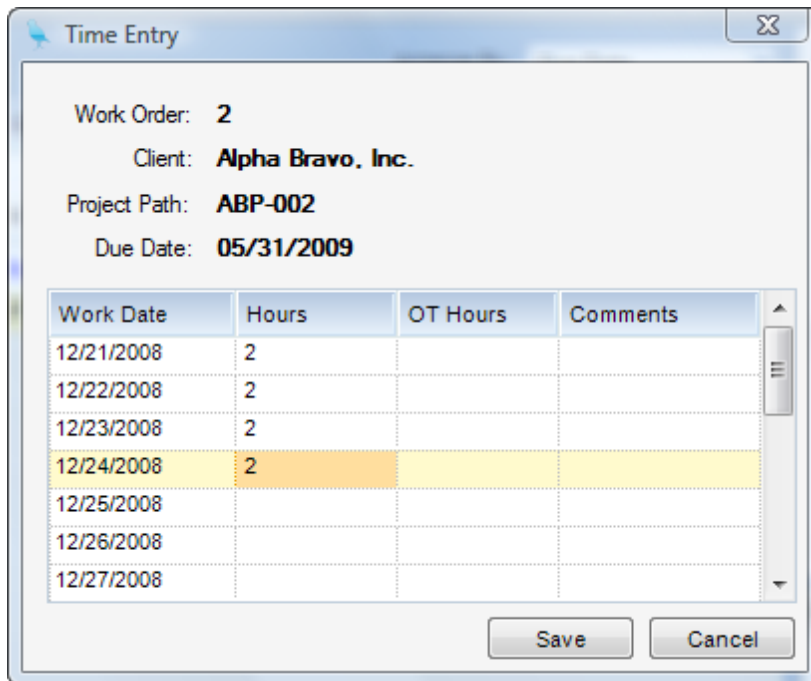 Time Entry
Work Order: 2
Client: Alpha Bravo, Inc.
Project Path: ABP-002
Due Date: 05/31/2009
Work Date Hours OT Hours Comments
12/21/2008 2
12/22/2008 2
12/23/2008 2
12/24/2008 2
12/25/2008
12/26/2008
12/27/2008
Save Cancel